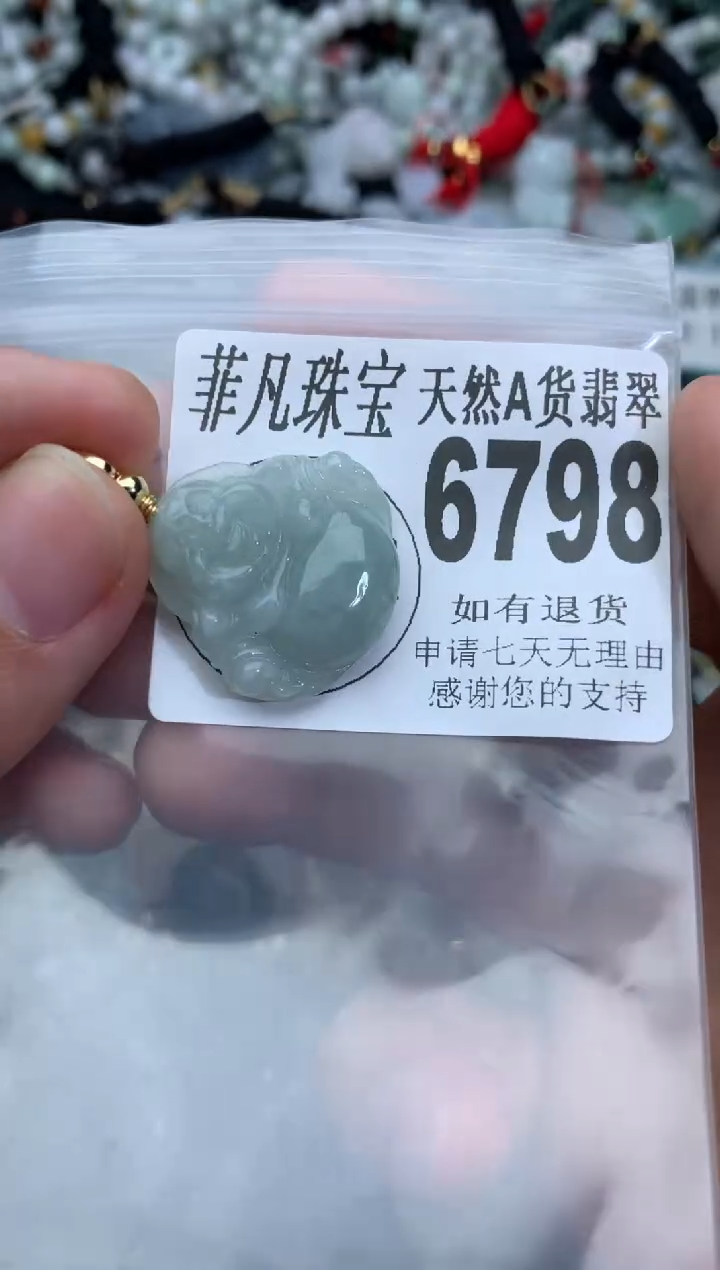 菲凡珠宝 天然A货翡翠
6798
如有退货
申请七天无理由
感谢您的支持